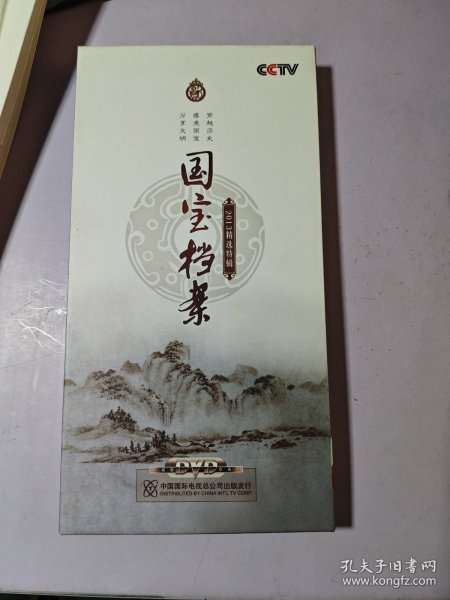 CCTV
穿越历史
感受国宝
分享文明
国宝档案
2013精选特辑
DVD
中国国际电视总公司出版发行
DISTRIBUTED BY CHINA INT'L TV CORP.
孔夫子旧书网
www.kongfz.com